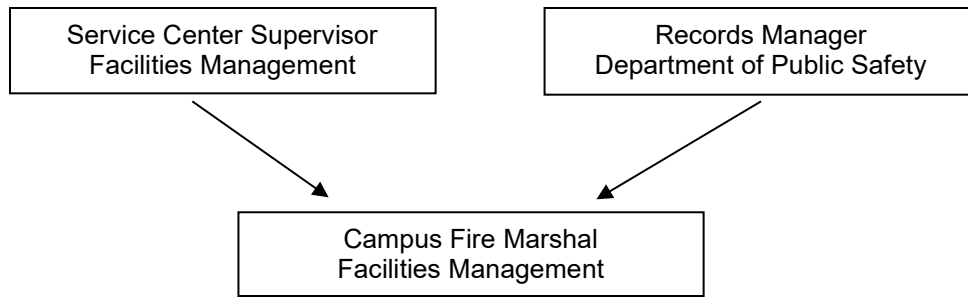 Service Center Supervisor
Facilities Management
Records Manager
Department of Public Safety
Campus Fire Marshal
Facilities Management